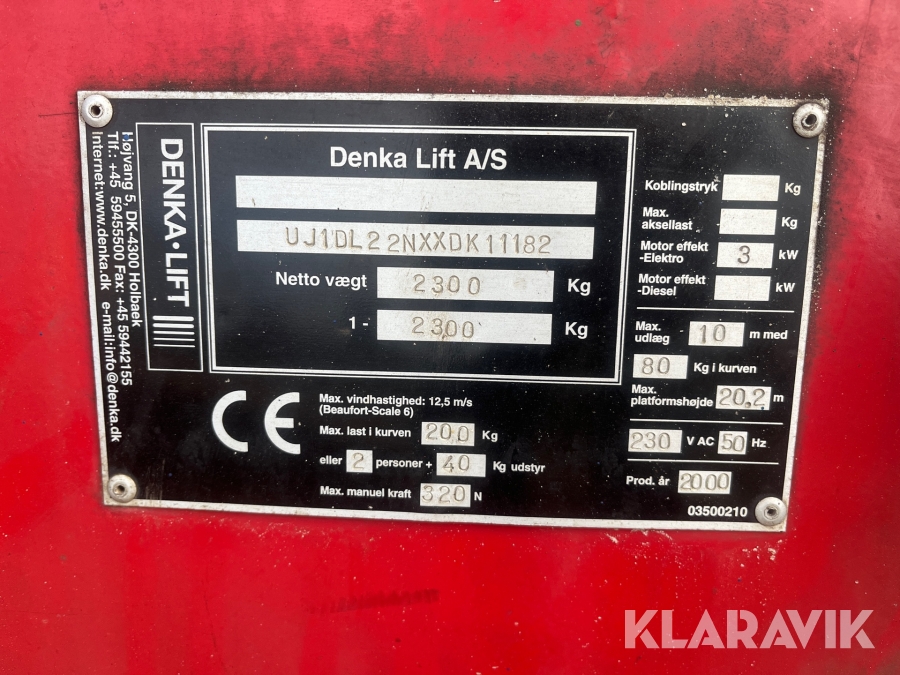 Højvang 5, DK-4300 Holbaek
Tlf.: +45 59455500 Fax: +45 59442155
Internet:www.denka.dk e-mail:info@denka.dk
DENKA·LIFT
Denka Lift A/S
UJ1DL22NXXDK11182
Netto vægt 2300 Kg
1- 2300 Kg
CE
Max. vindhastighed: 12,5 m/s
(Beaufort-Scale 6)
Max. last i kurven 200 Kg
eller 2 personer + 40 Kg udstyr
Max. manuel kraft 320 N
Koblingstryk Kg
Max.
aksellast Kg
Motor effekt
-Elektro 3 kW
Motor effekt
-Diesel kW
Max.
udlæg 10 m med
80 Kg i kurven
Max.
platformshøjde 20,2 m
230 V AC 50 Hz
Prod. år 2000
03500210
KLARAVIK